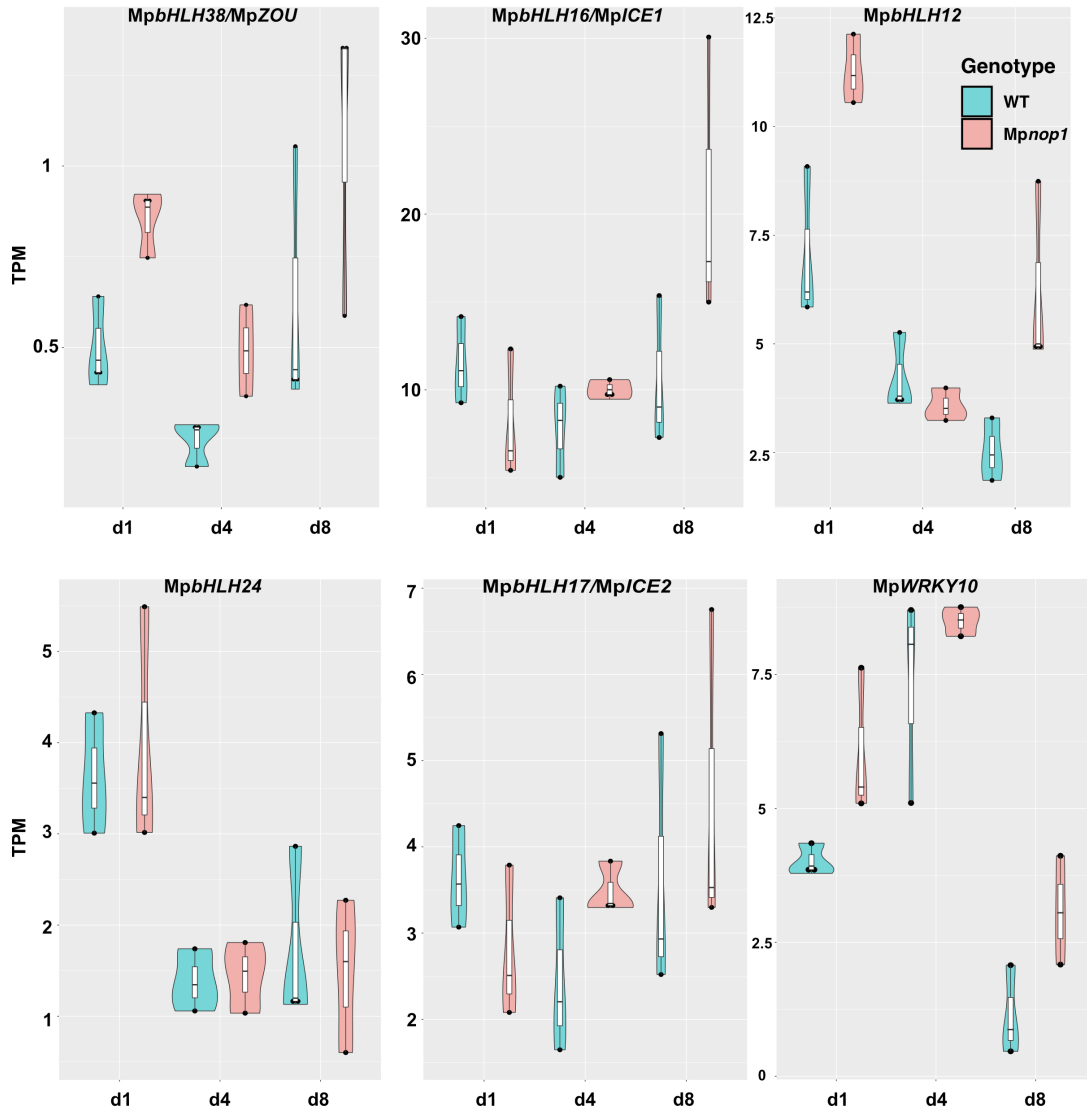 MpbHLH38/MpZOU
MpbHLH16/MpICE1
MpbHLH12
TPM
1
0.5
d1 d4 d8
30
20
10
d1 d4 d8
12.5
10
7.5
5
2.5
d1 d4 d8
Genotype
WT
Mpnop1
MpbHLH24
MpbHLH17/MpICE2
MpWRKY10
TPM
5
4
3
2
1
d1 d4 d8
7
6
5
4
3
2
d1 d4 d8
7.5
5
2.5
0
d1 d4 d8